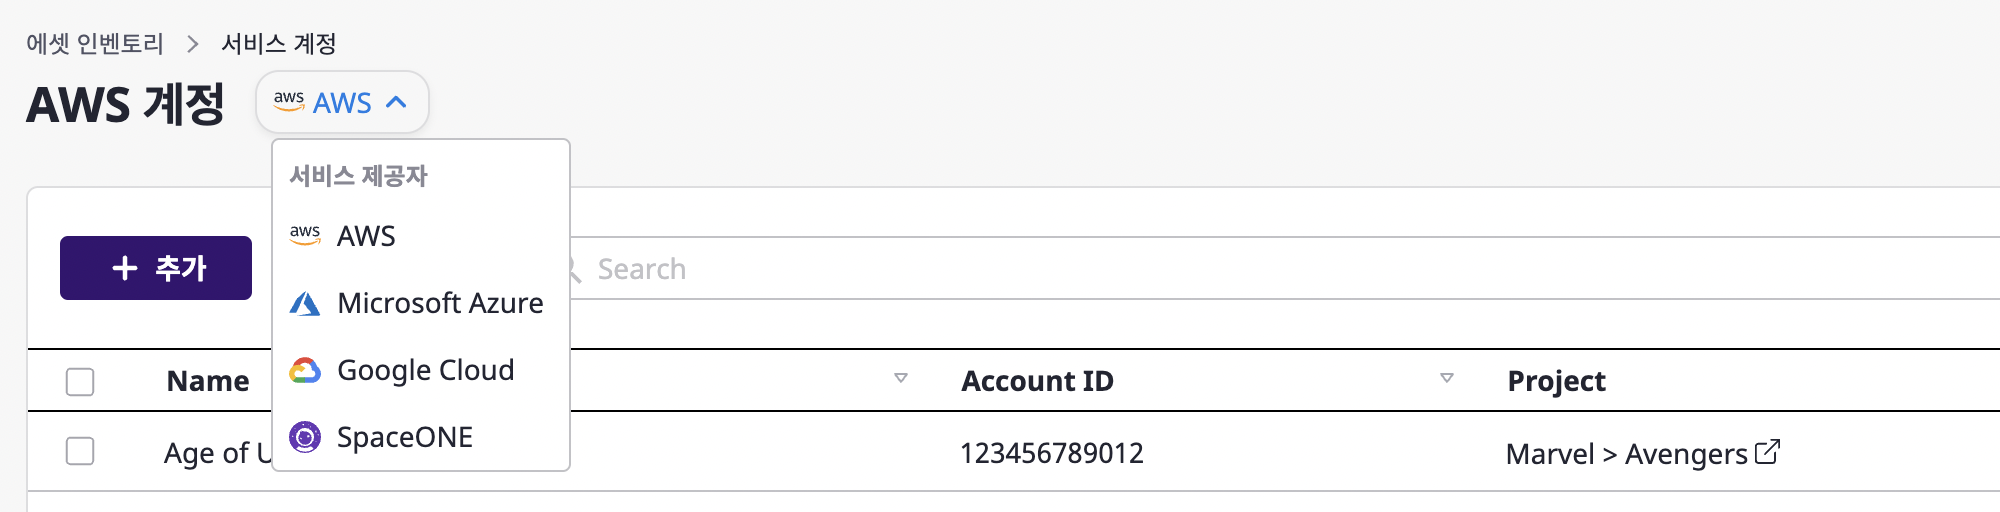 에셋 인벤토리 > 서비스 계정
AWS 계정 aws AWS
서비스 제공자
aws AWS
Microsoft Azure
Google Cloud
SpaceONE
+ 추가
Search
Name Account ID Project
Age of 123456789012 Marvel > Avengers